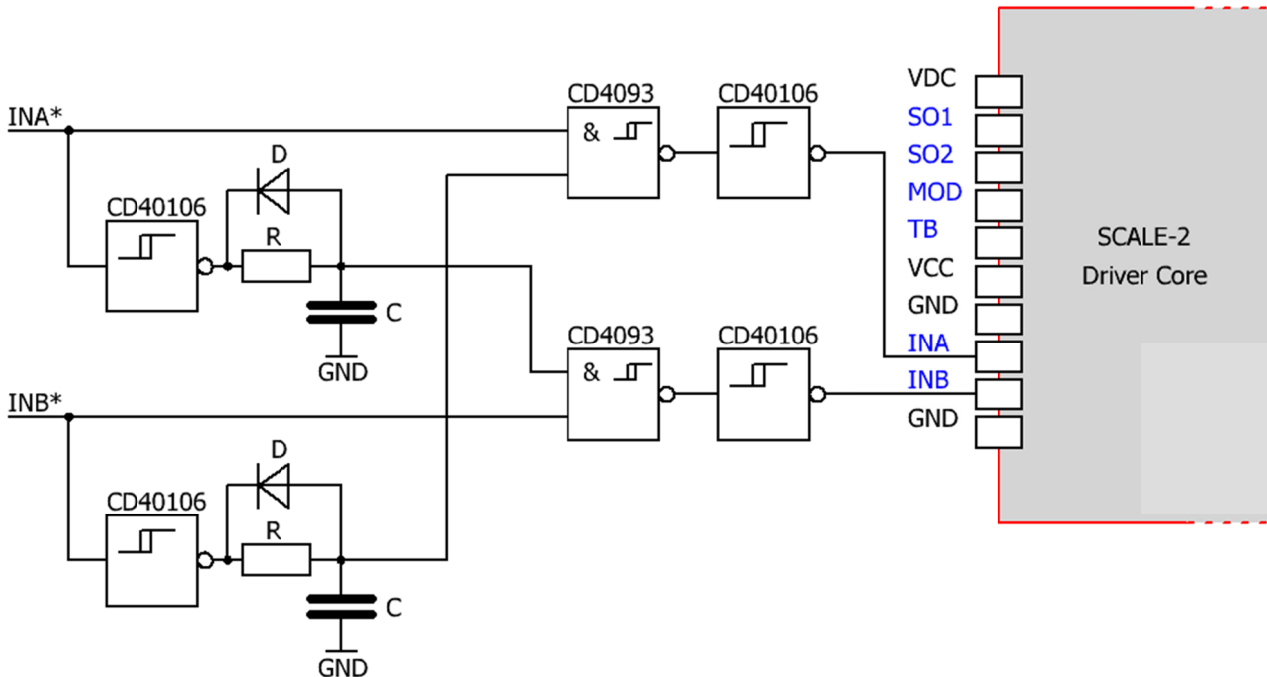 INA*
CD40106
D
R
C
GND
INB*
CD40106
D
R
C
GND
CD4093
&
CD40106
CD4093
&
CD40106
VDC
SO1
SO2
MOD
TB
VCC
GND
INA
INB
GND
SCALE-2
Driver Core